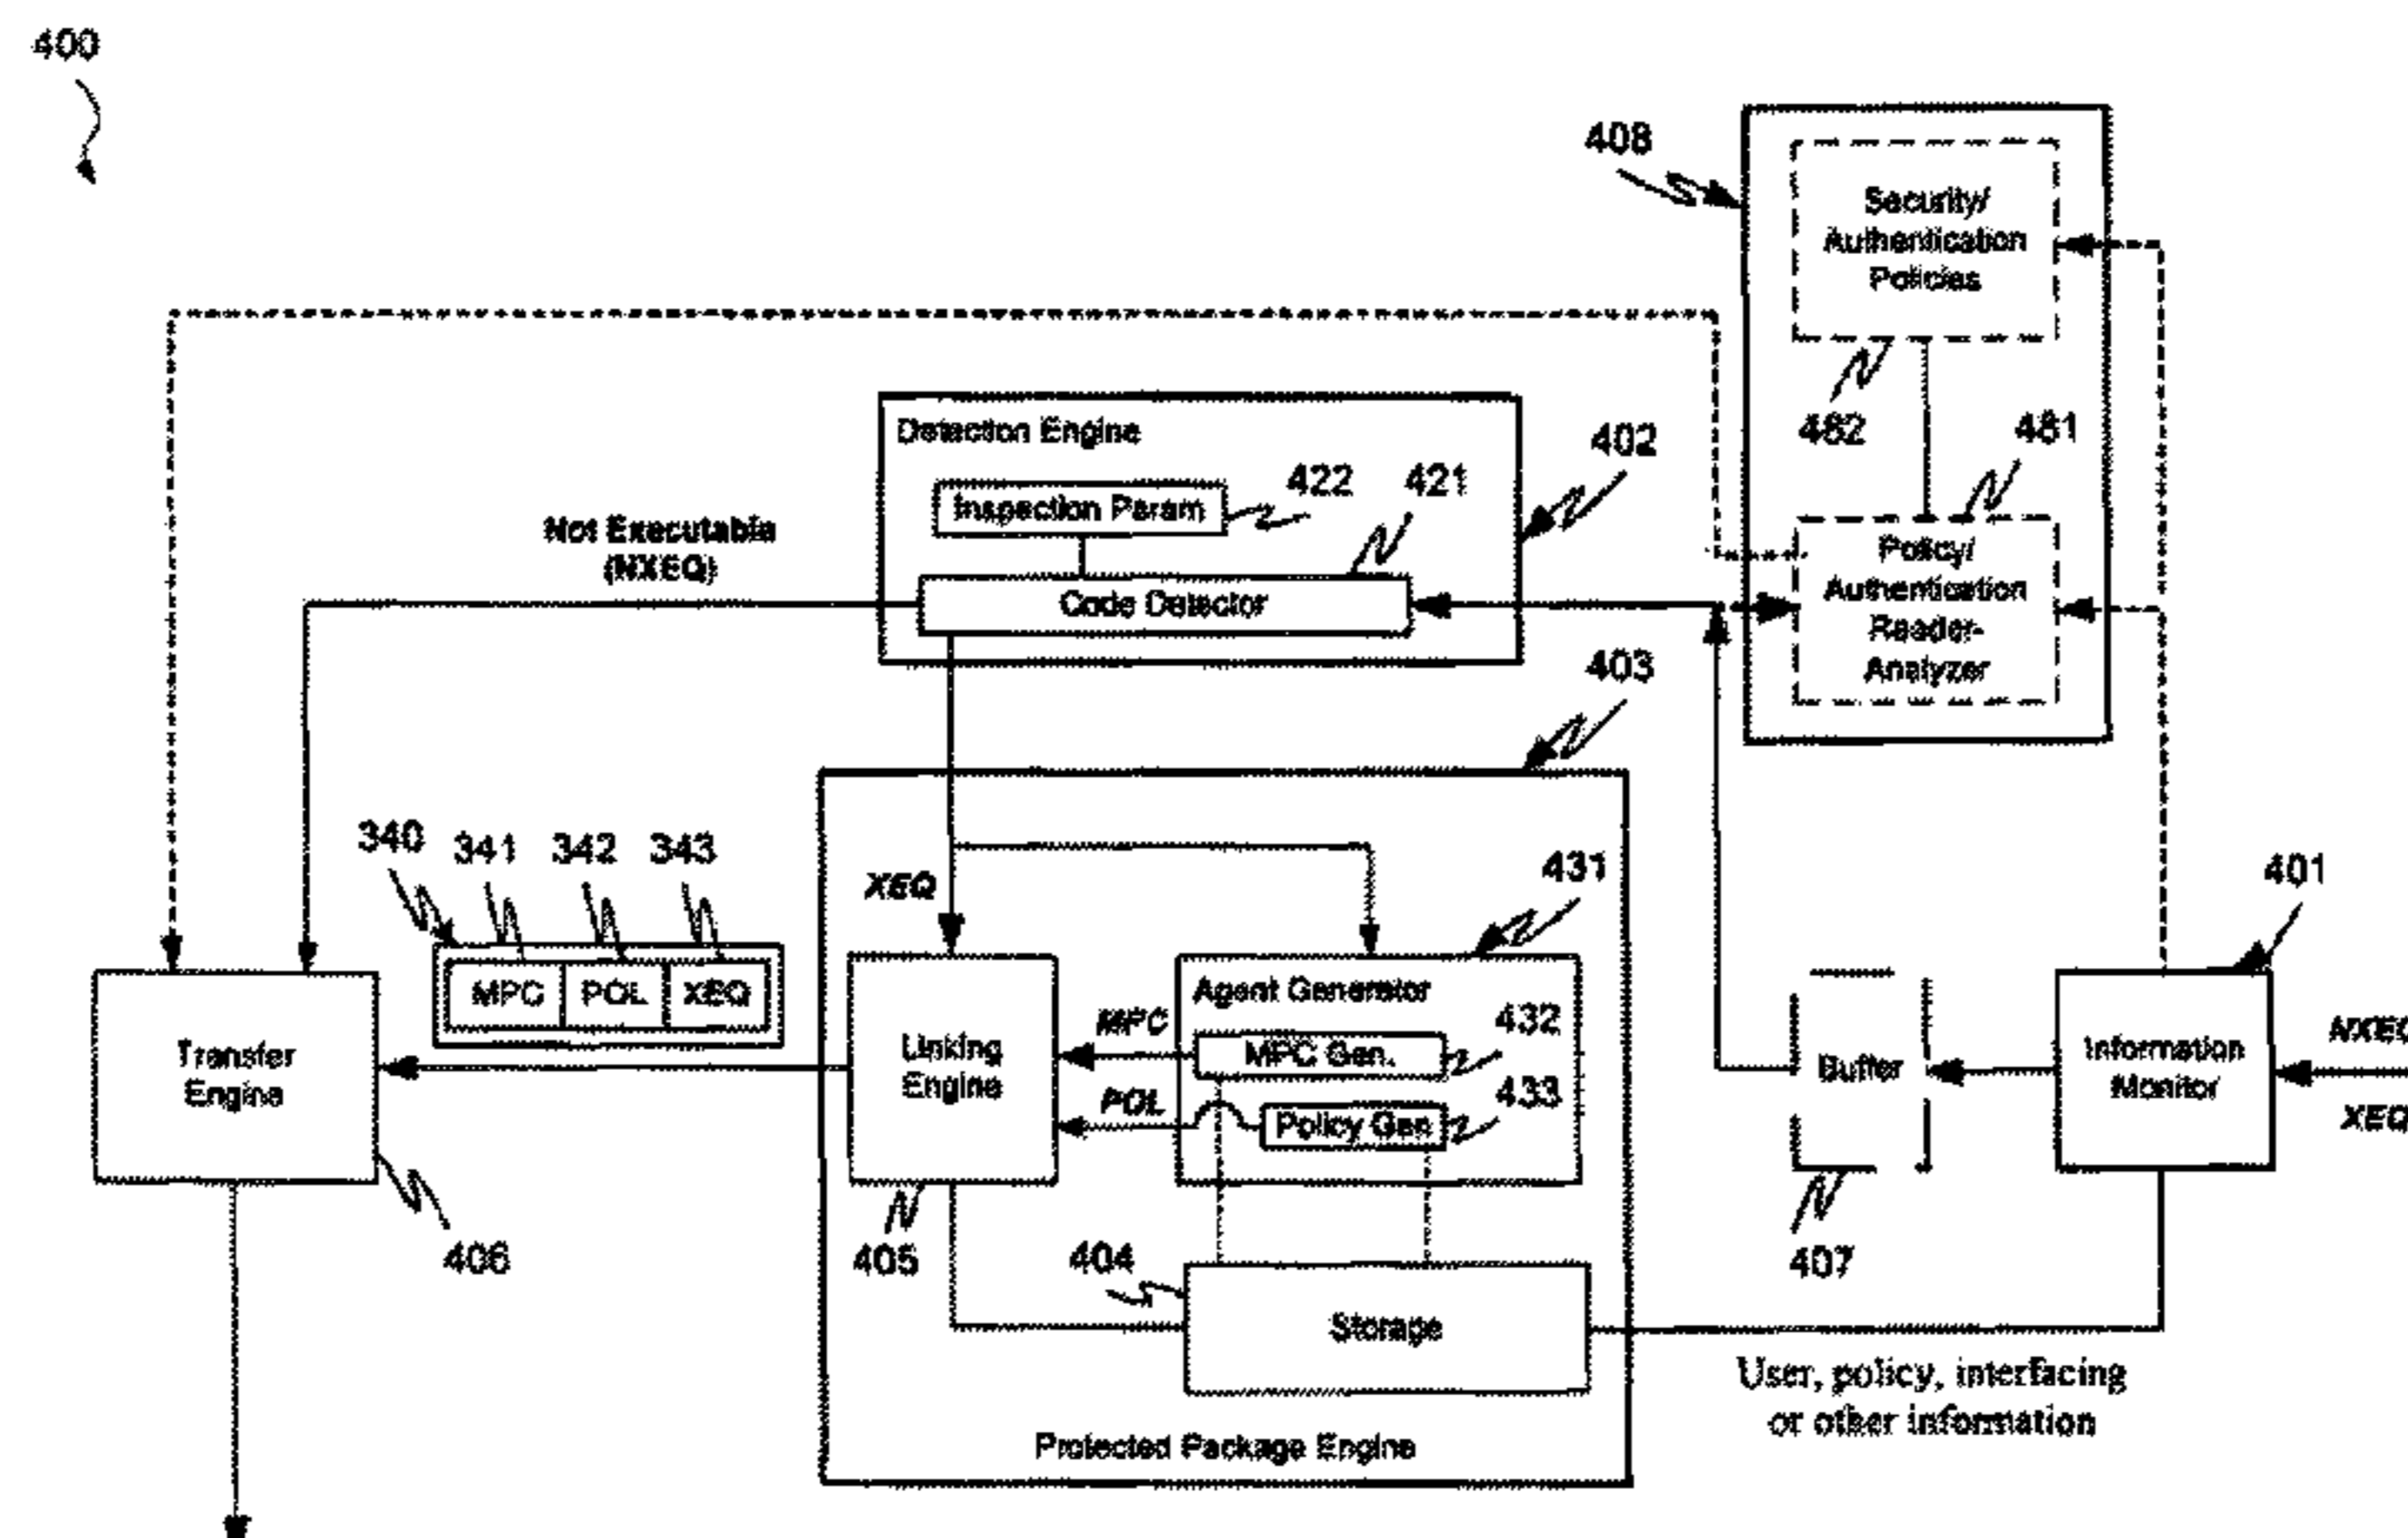 400
408
Security/
Authentication
Policies
482
481
Detection Engine
402
Inspection Param
422
421
Not Executable
(NXEQ)
Code Detector
Policy/
Authentication
Reader-
Analyzer
403
340
341
342
343
XEQ
431
401
MPC
POL
XEQ
Agent Generator
MPC
432
MPC Gen.
Linking
Engine
Transfer
Engine
POL
433
Policy Gen
Buffer
Information
Monitor
NXEQ
XEQ
406
405
404
407
Storage
User, policy, interfacing
or other information
Protected Package Engine